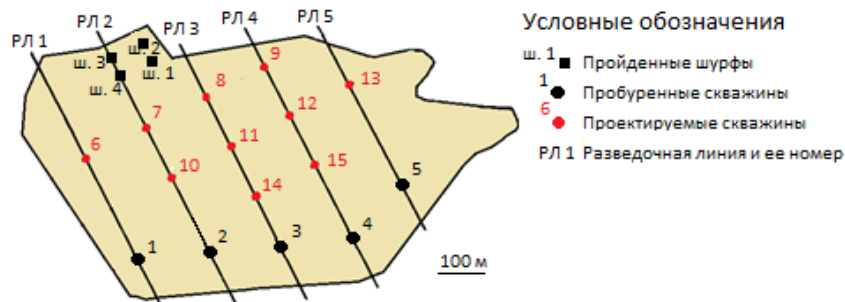 РЛ 1
РЛ 2
РЛ 3
РЛ 4
РЛ 5
ш. 2
ш. 3
ш. 1
ш. 4
9
8
13
7
12
6
11
10
15
14
5
1
2
3
4
100 м
Условные обозначения
ш. 1 Пройденные шурфы
1 Пробуренные скважины
6 Проектируемые скважины
РЛ 1 Разведочная линия и ее номер